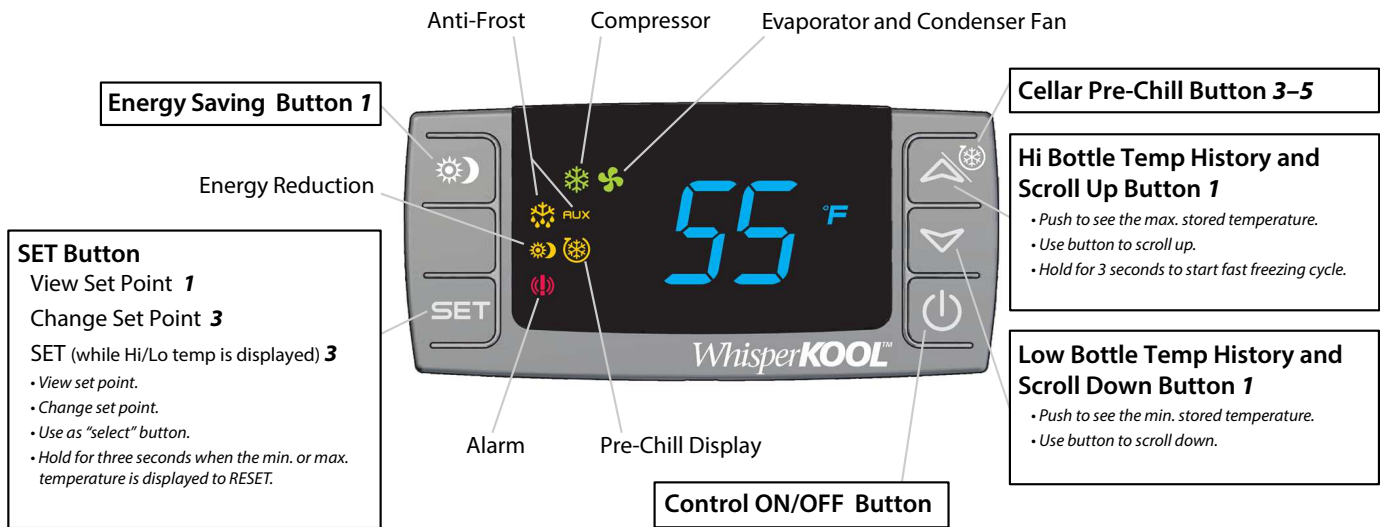 Anti-Frost
Compressor
Evaporator and Condenser Fan
Energy Saving Button 1
Energy Reduction
SET Button
View Set Point 1
Change Set Point 3
SET (while Hi/Lo temp is displayed) 3
• View set point.
• Change set point.
• Use as “select” button.
• Hold for three seconds when the min. or max.
temperature is displayed to RESET.
AUX
55
°F
SET
WhisperKOOL™
Alarm
Pre-Chill Display
Control ON/OFF Button
Cellar Pre-Chill Button 3–5
Hi Bottle Temp History and
Scroll Up Button 1
• Push to see the max. stored temperature.
• Use button to scroll up.
• Hold for 3 seconds to start fast freezing cycle.
Low Bottle Temp History and
Scroll Down Button 1
• Push to see the min. stored temperature.
• Use button to scroll down.